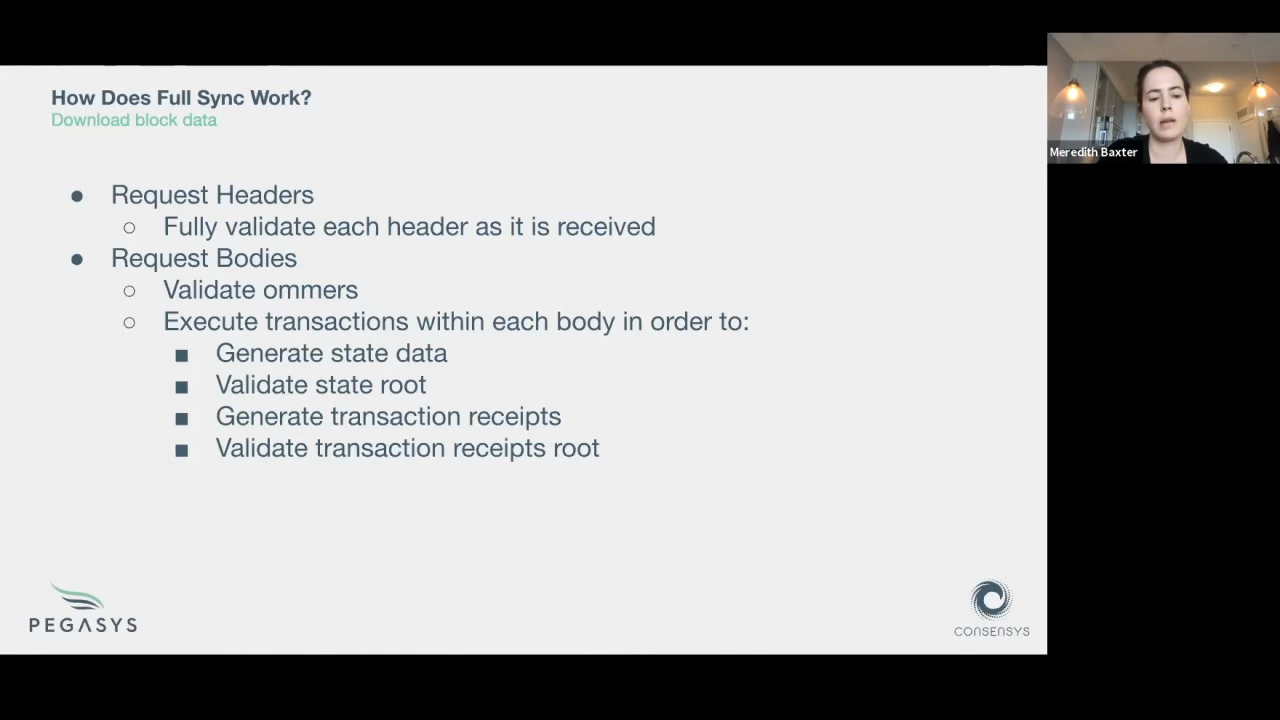 How Does Full Sync Work?
Download block data
● Request Headers
○ Fully validate each header as it is received
● Request Bodies
○ Validate ommers
○ Execute transactions within each body in order to:
■ Generate state data
■ Validate state root
■ Generate transaction receipts
■ Validate transaction receipts root
PEGASYS
CONSENSYS
Meredith Baxter